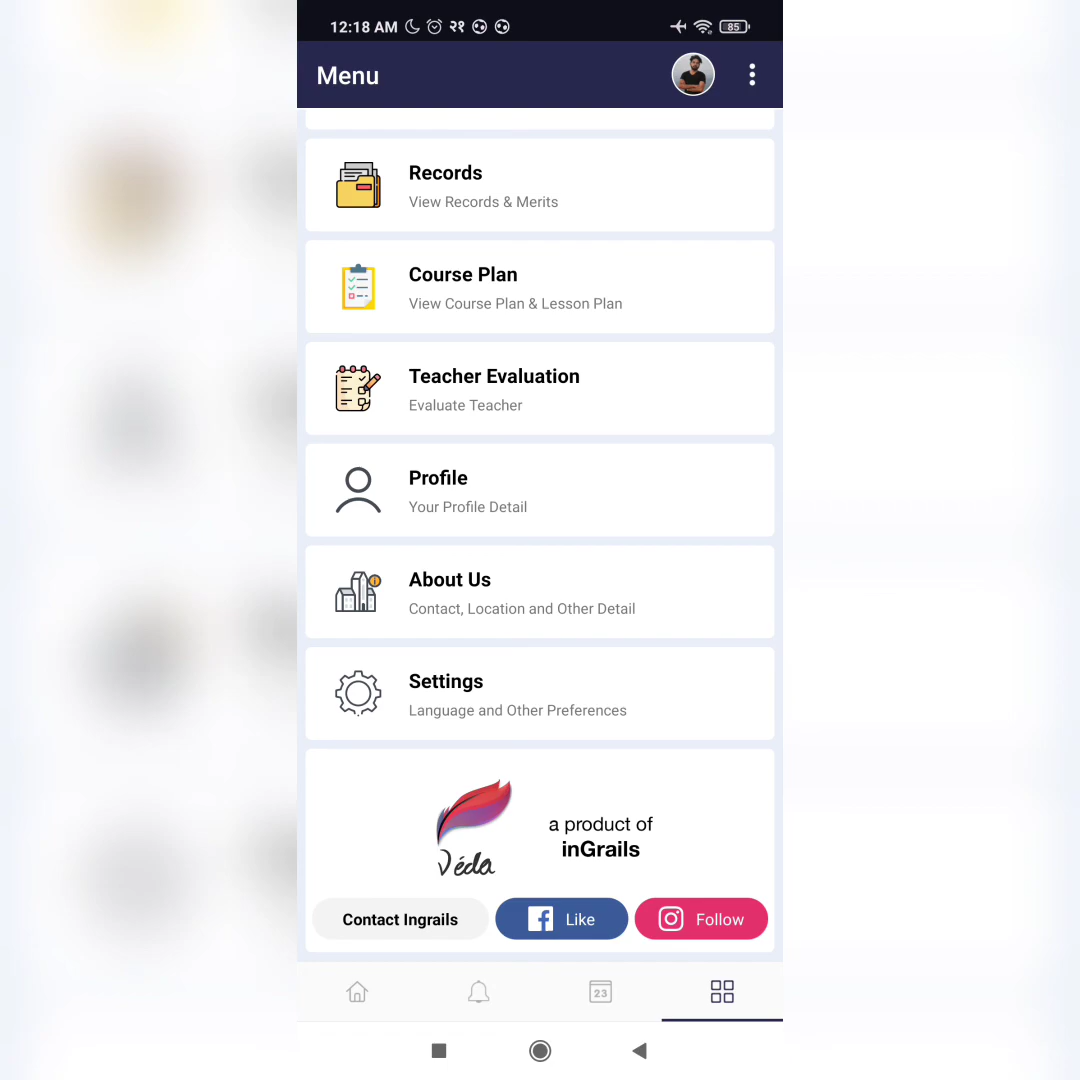 12:18 AM २१ 85
Menu
Records
View Records & Merits
Course Plan
View Course Plan & Lesson Plan
Teacher Evaluation
Evaluate Teacher
Profile
Your Profile Detail
About Us
Contact, Location and Other Detail
Settings
Language and Other Preferences
Véda
a product of
inGrails
Contact Ingrails
Like
Follow
23